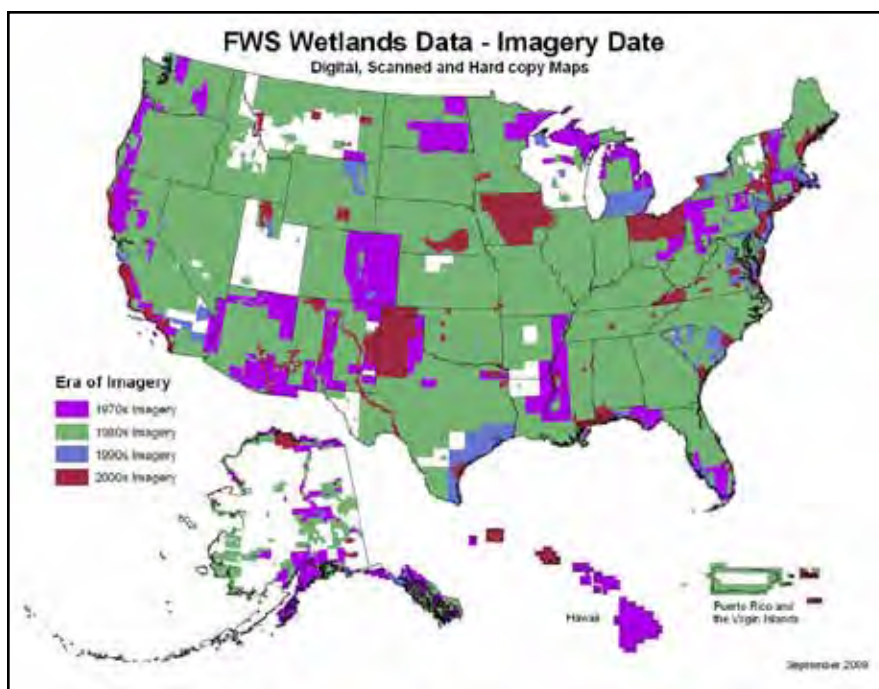 FWS Wetlands Data - Imagery Date
Digital, Scanned and Hard copy Maps
Era of Imagery
1970s Imagery
1980s Imagery
1990s Imagery
2000s Imagery
Hawaii
Puerto Rico and
the Virgin Islands
September 2009